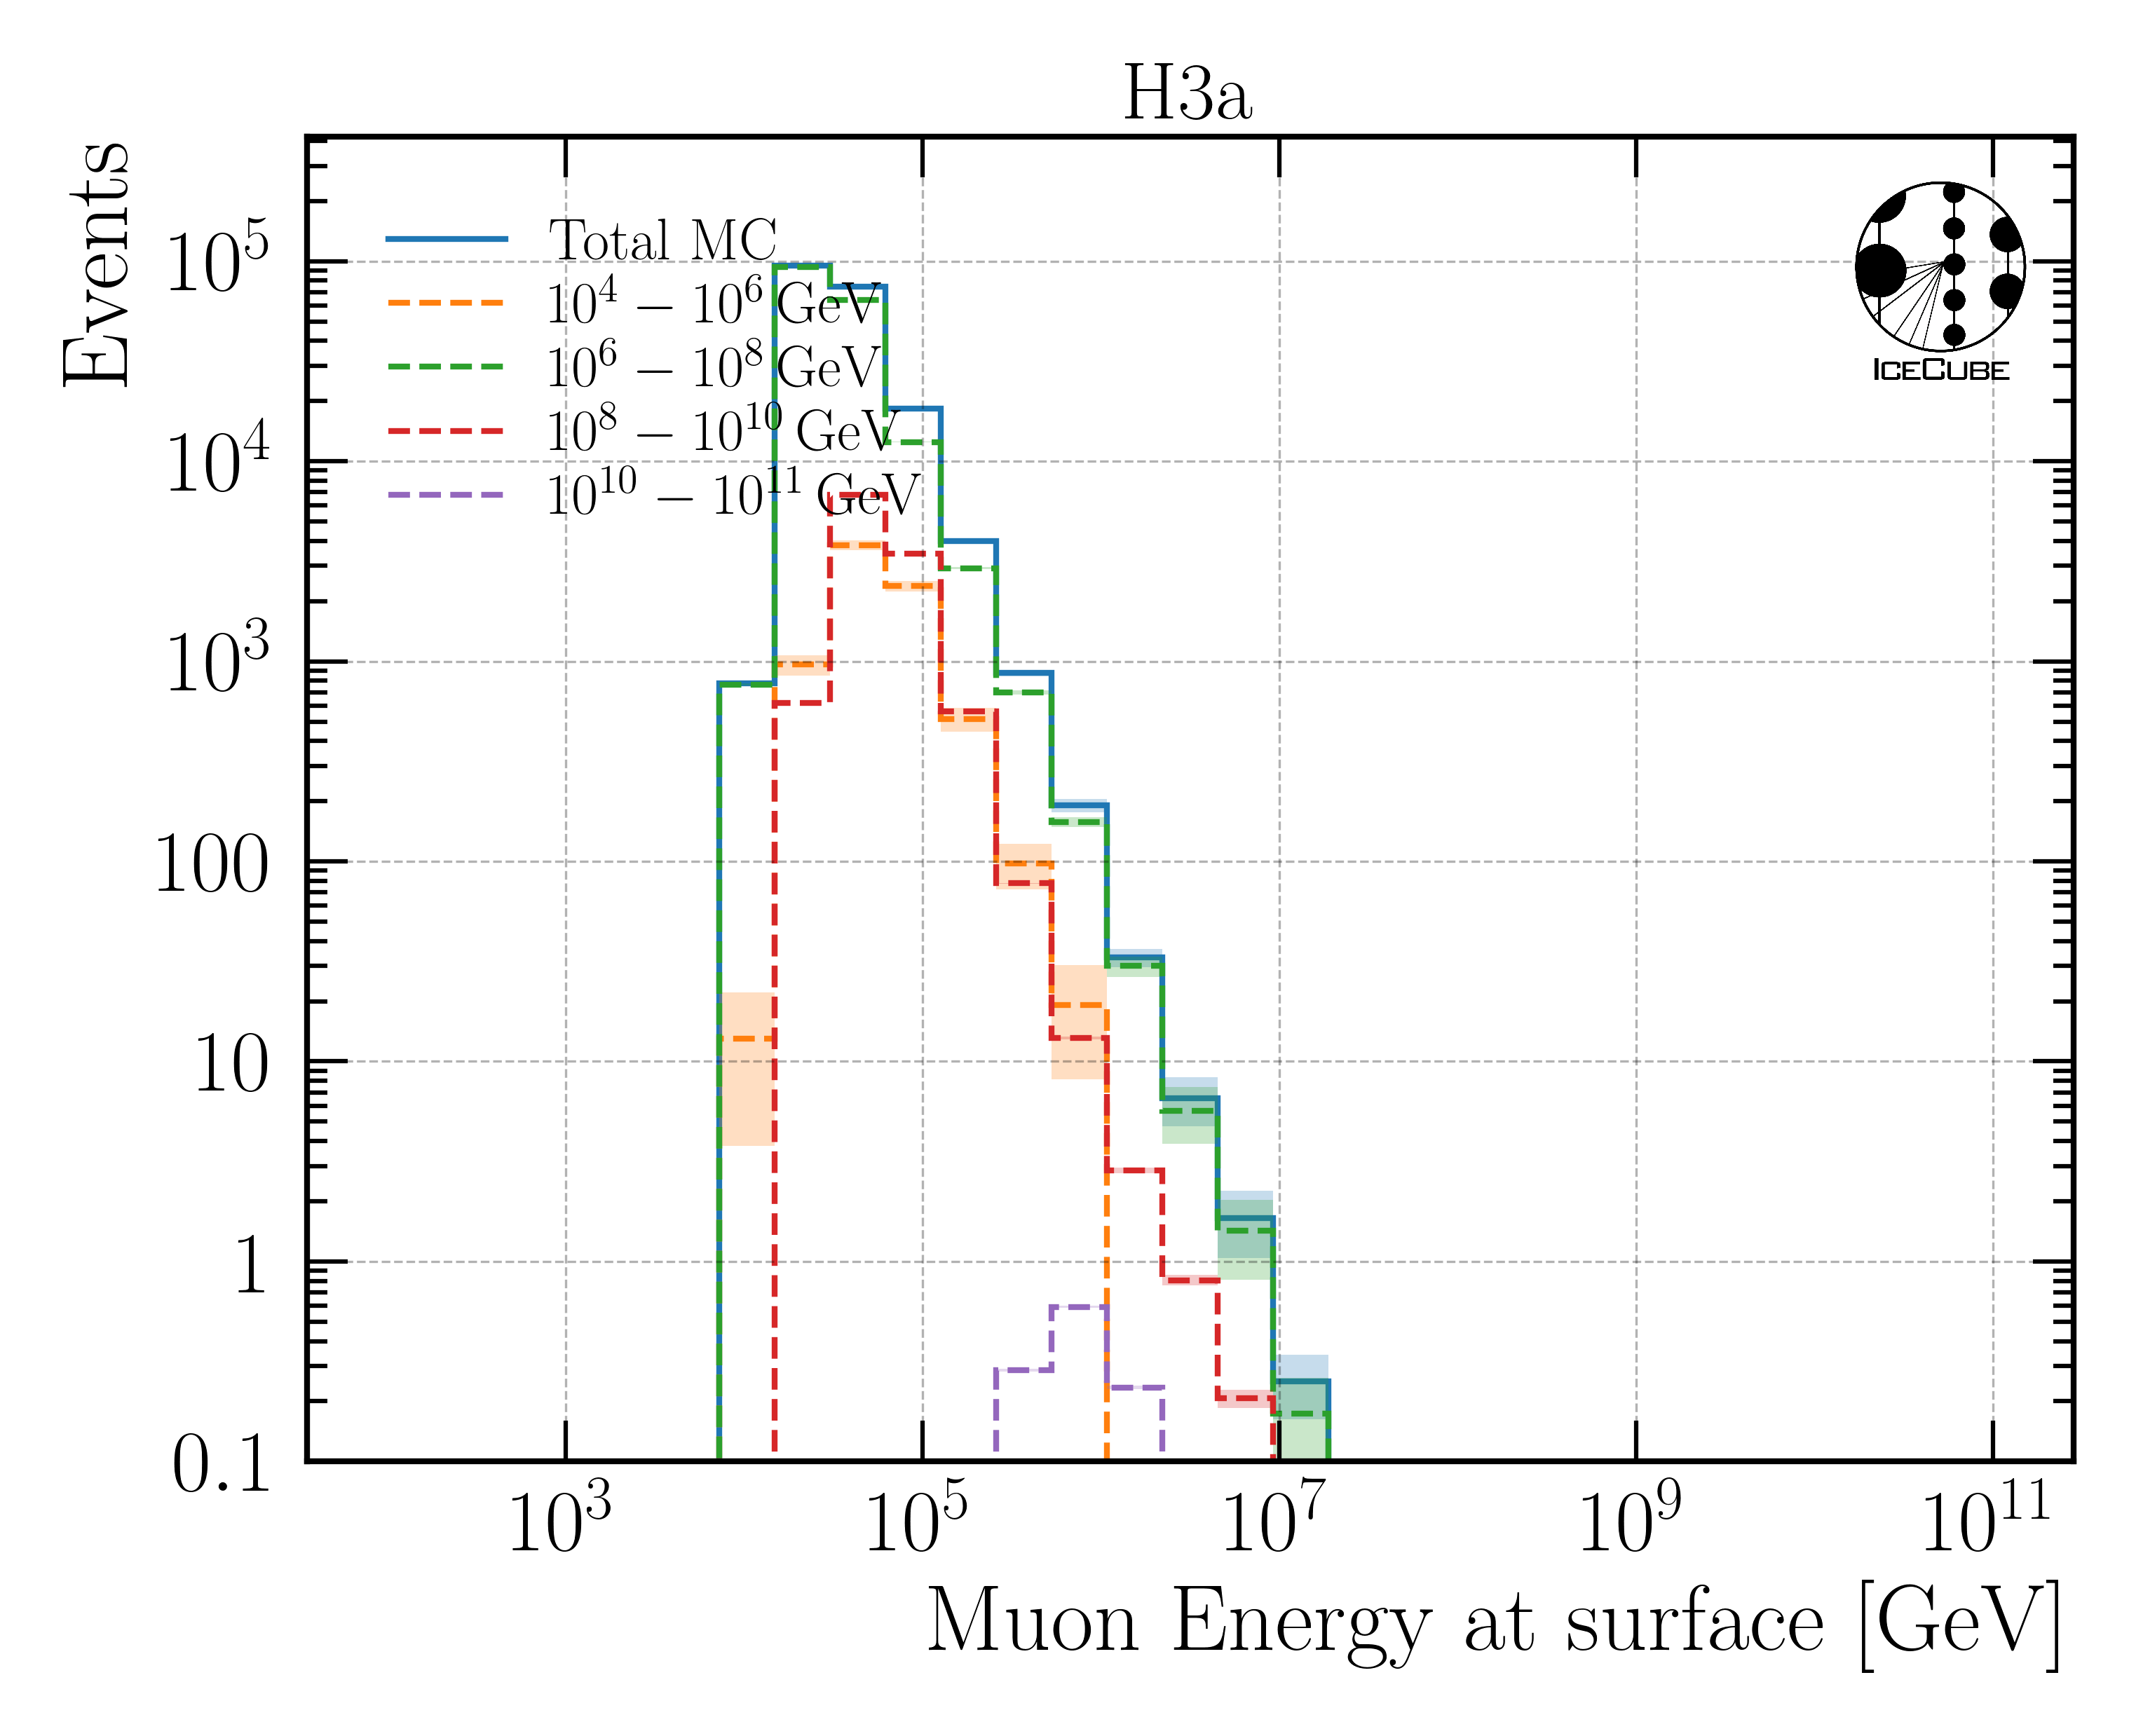 H3a
Events
10^5
10^4
10^3
100
10
1
0.1
Total MC
10^4 − 10^6 GeV
10^6 − 10^8 GeV
10^8 − 10^10 GeV
10^10 − 10^11 GeV
ICECUBE
10^3 10^5 10^7 10^9 10^11
Muon Energy at surface [GeV]